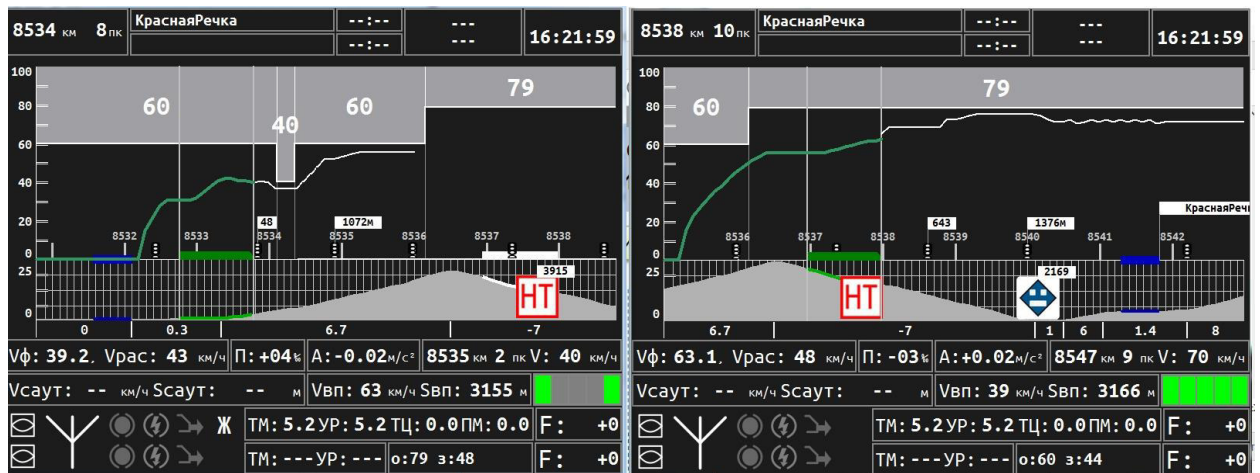 8534 км 8 пк
КраснаяРечка
--:--
---
--:--
---
16:21:59
100
80
60
40
20
0
25
0
60
40
60
79
48
1072м
8532
8533
8534
8535
8536
8537
8538
3915
НТ
0
0.3
6.7
-7
Vф: 39.2, Vрас: 43 км/ч
П: +04‰
А:-0.02м/с²
8535 км 2 пк V: 40 км/ч
Vсаут: -- км/ч Sсаут: -- м
Vвп: 63 км/ч Sвп: 3155 м
Ж
ТМ: 5.2 УР: 5.2 ТЦ: 0.0 ПМ: 0.0
F: +0
ТМ: --- УР: ---
о:79 з:48
F: +0
8538 км 10 пк
КраснаяРечка
--:--
---
--:--
---
16:21:59
100
80
60
40
20
0
25
0
60
79
КраснаяРеч
643
1376м
8536
8537
8538
8539
8540
8541
8542
2169
НТ
6.7
-7
1
6
1.4
8
Vф: 63.1, Vрас: 48 км/ч
П: -03‰
А:+0.02м/с²
8547 км 9 пк V: 70 км/ч
Vсаут: -- км/ч Sсаут: -- м
Vвп: 39 км/ч Sвп: 3166 м
ТМ: 5.2 УР: 5.2 ТЦ: 0.0 ПМ: 0.0
F: +0
ТМ: --- УР: ---
о:60 з:44
F: +0